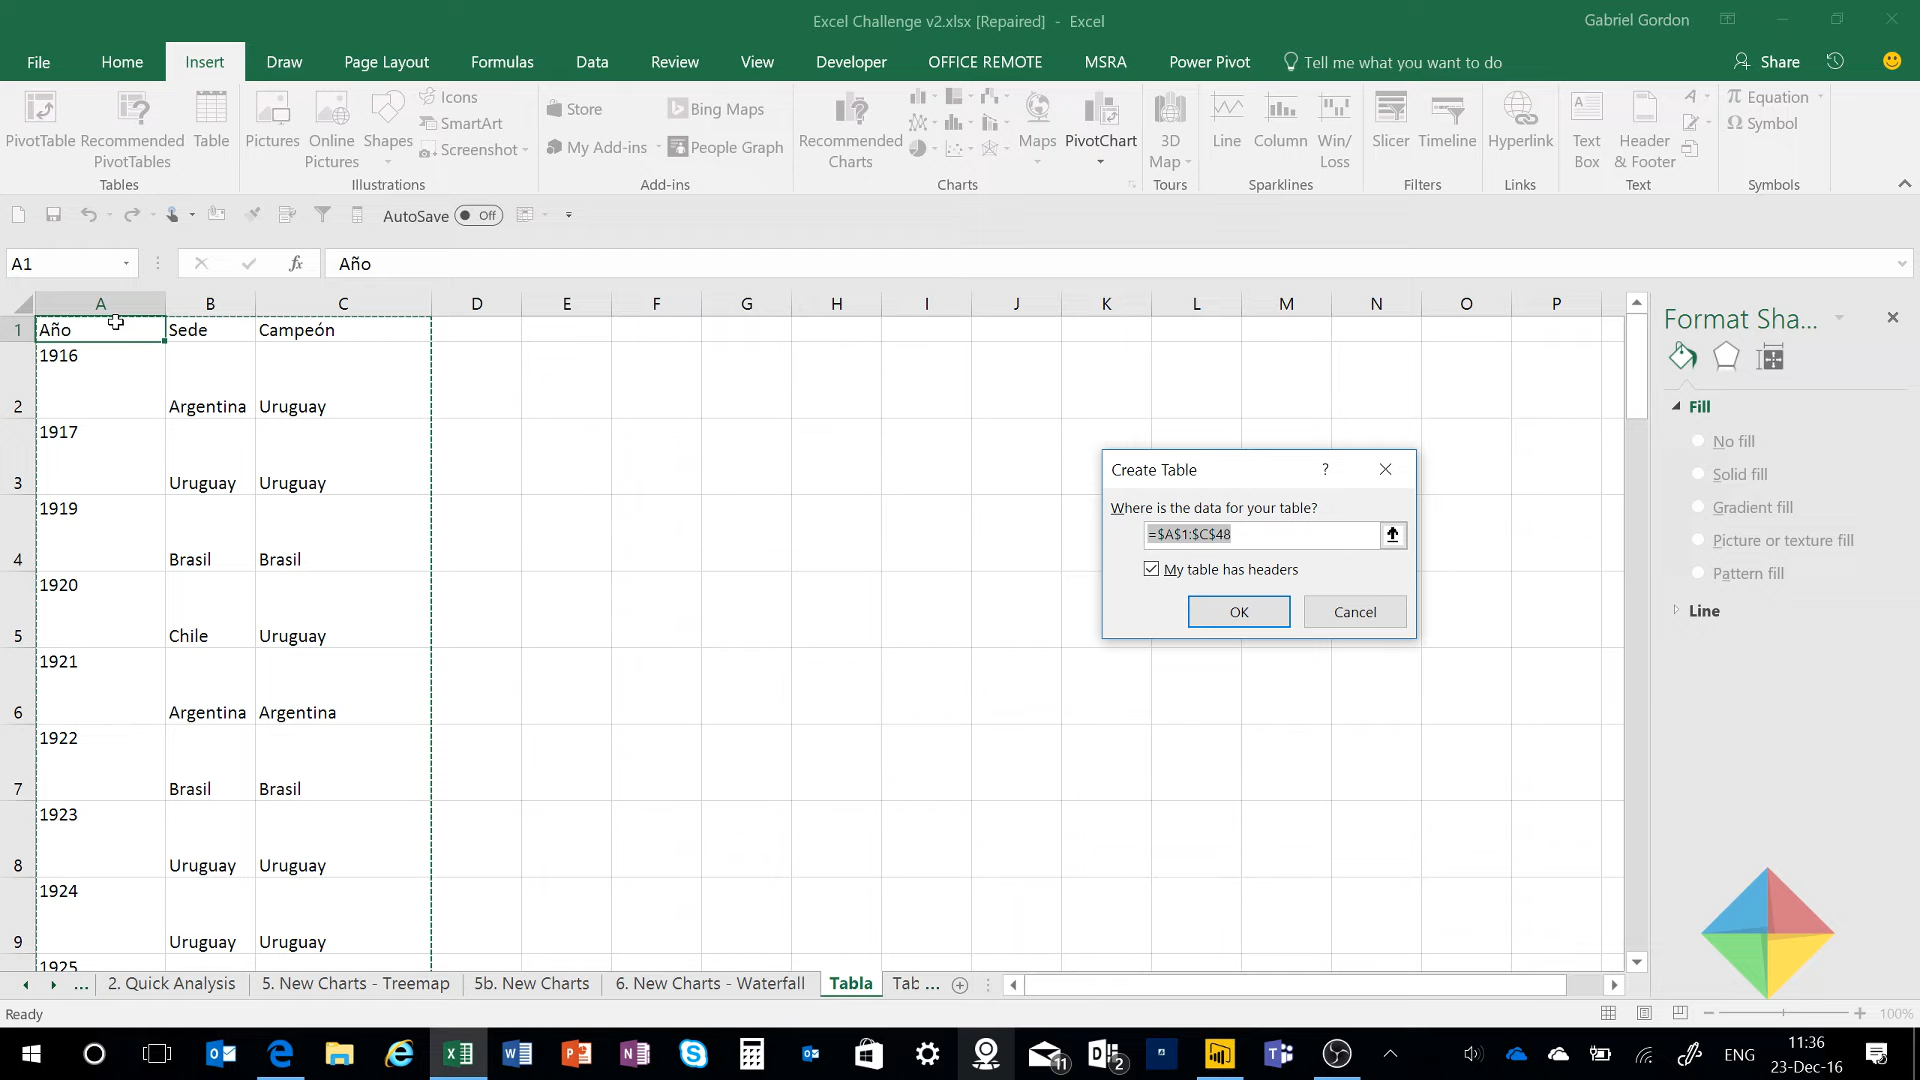 Excel Challenge v2.xlsx [Repaired] - Excel
Gabriel Gordon
File Home Insert Draw Page Layout Formulas Data Review View Developer OFFICE REMOTE MSRA Power Pivot Tell me what you want to do Share
PivotTable
Recommended PivotTables
Table
Tables
Pictures
Online Pictures
Shapes
Icons
SmartArt
Screenshot
Illustrations
Store
My Add-ins
Bing Maps
People Graph
Add-ins
Recommended Charts
Maps
PivotChart
Charts
3D Map
Tours
Line
Column
Win/Loss
Sparklines
Slicer
Timeline
Filters
Hyperlink
Links
Text Box
Header & Footer
Text
Equation
Symbol
Symbols
AutoSave Off
A1 fx Año
A B C D E F G H I J K L M N O P
1 Año Sede Campeón
1916
2 Argentina Uruguay
1917
3 Uruguay Uruguay
1919
4 Brasil Brasil
1920
5 Chile Uruguay
1921
6 Argentina Argentina
1922
7 Brasil Brasil
1923
8 Uruguay Uruguay
1924
9 Uruguay Uruguay
1925
Create Table ?
Where is the data for your table?
=$A$1:$C$48
My table has headers
OK Cancel
Format Sha...
Fill
No fill
Solid fill
Gradient fill
Picture or texture fill
Pattern fill
Line
... 2. Quick Analysis 5. New Charts - Treemap 5b. New Charts 6. New Charts - Waterfall Tabla Tab ...
Ready
100%
11
2
ENG
11:36
23-Dec-16